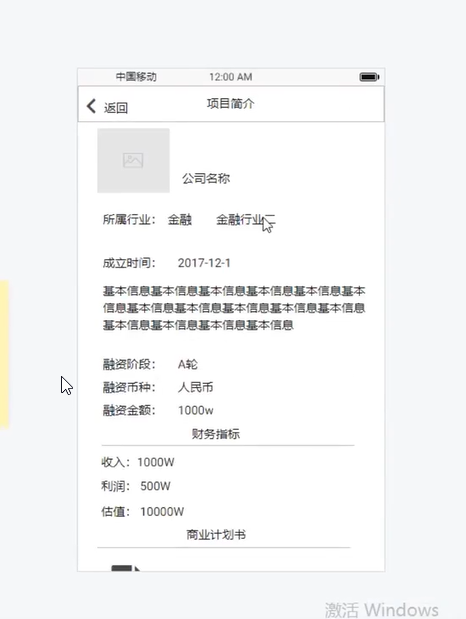 中国移动 12:00 AM
返回 项目简介
公司名称
所属行业： 金融 金融行业二
成立时间： 2017-12-1
基本信息基本信息基本信息基本信息基本信息基本
信息基本信息基本信息基本信息基本信息基本信息
基本信息基本信息基本信息基本信息
融资阶段： A轮
融资币种： 人民币
融资金额： 1000w
财务指标
收入：1000W
利润： 500W
估值： 10000W
商业计划书
激活 Windows